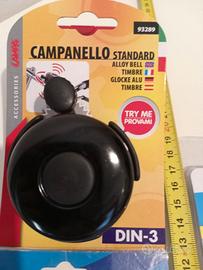 93289
LAMPA
ACCESSORIES
CAMPANELLO STANDARD
ALLOY BELL
TIMBRE
GLOCKE ALU
TIMBRE
TRY ME
PROVAMI
DIN-3